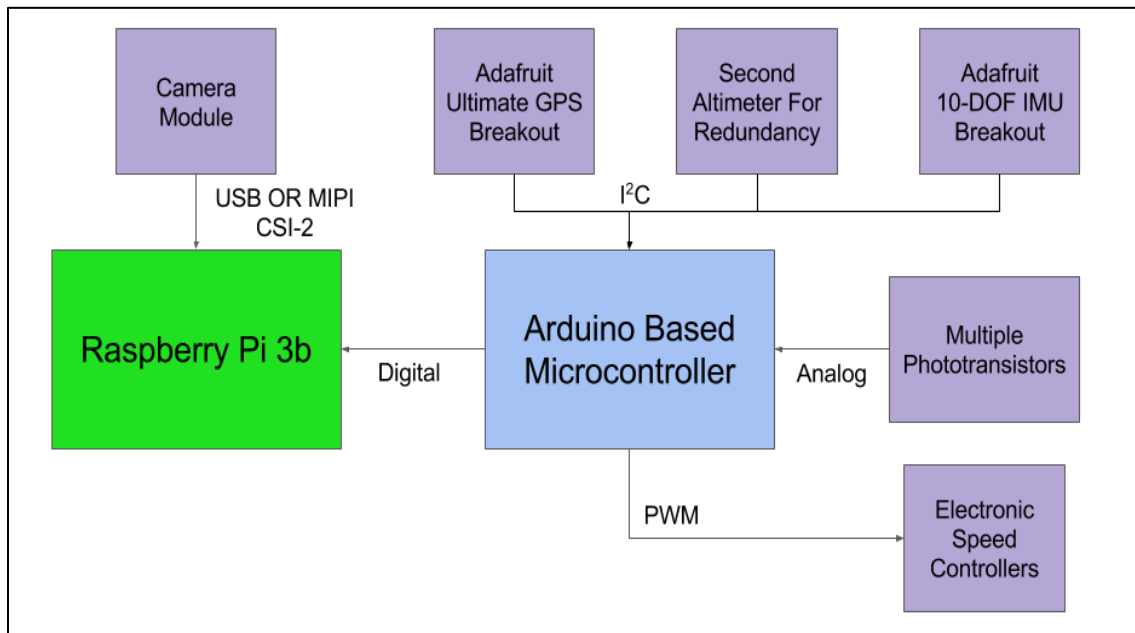 Camera
Module
Adafruit
Ultimate GPS
Breakout
Second
Altimeter For
Redundancy
Adafruit
10-DOF IMU
Breakout
USB OR MIPI
CSI-2
I²C
Raspberry Pi 3b
Digital
Arduino Based
Microcontroller
Analog
Multiple
Phototransistors
PWM
Electronic
Speed
Controllers